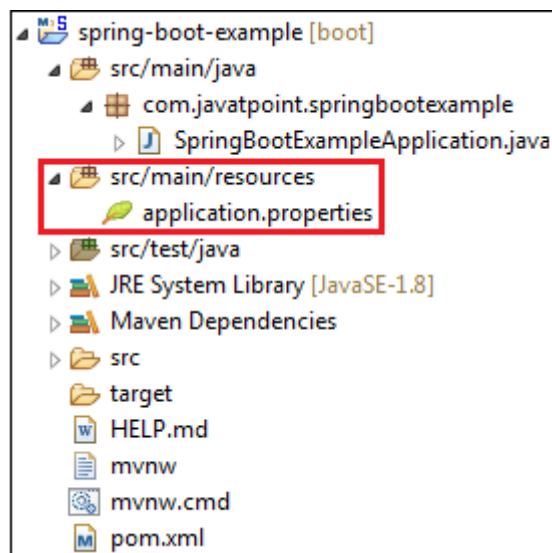 spring-boot-example [boot]
src/main/java
com.javatpoint.springbootexample
SpringBootExampleApplication.java
src/main/resources
application.properties
src/test/java
JRE System Library [JavaSE-1.8]
Maven Dependencies
src
target
HELP.md
mvnw
mvnw.cmd
pom.xml